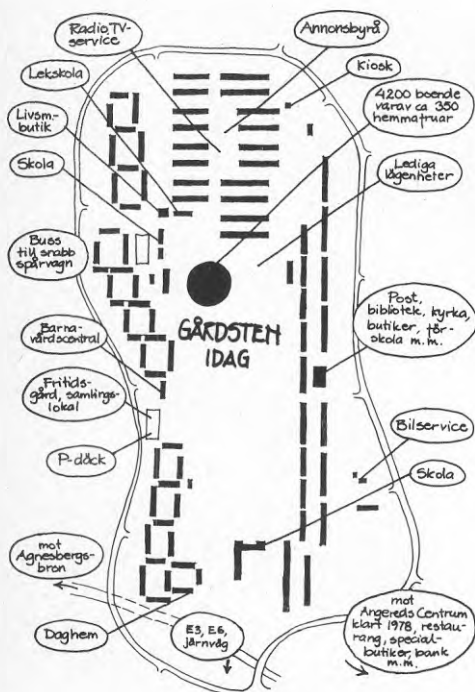 Radio, TV-
service
Annonsbyrå
Kiosk
Lekskola
4200 boende
varav ca 350
hemmafruar
Livsm.-
butik
Skola
Lediga
lägenheter
Buss
till snabb
spårvagn
Post,
bibliotek, kyrka,
butiker, för-
skola m.m.
GÅRDSTEN
IDAG
Barna-
vårdscentral
Fritids-
gård, samlings-
lokal
P-däck
Bilservice
Skola
mot
Agnesbergs-
bron
Daghem
E3, E6,
järnväg
mot
Angereds Centrum
klart 1978, restau-
rang, special-
butiker, bank
m.m.